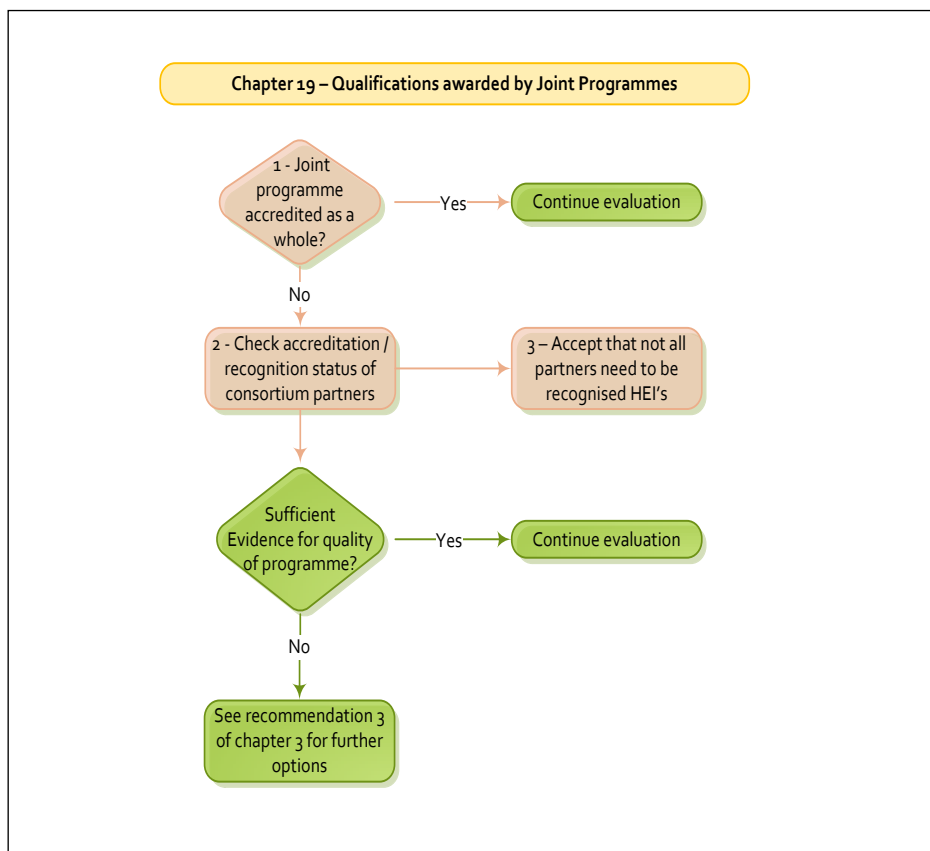 Chapter 19 – Qualifications awarded by Joint Programmes
1 - Joint
programme
accredited as a
whole?
Yes
Continue evaluation
No
2 - Check accreditation /
recognition status of
consortium partners
3 – Accept that not all
partners need to be
recognised HEI's
Sufficient
Evidence for quality
of programme?
Yes
Continue evaluation
No
See recommendation 3
of chapter 3 for further
options